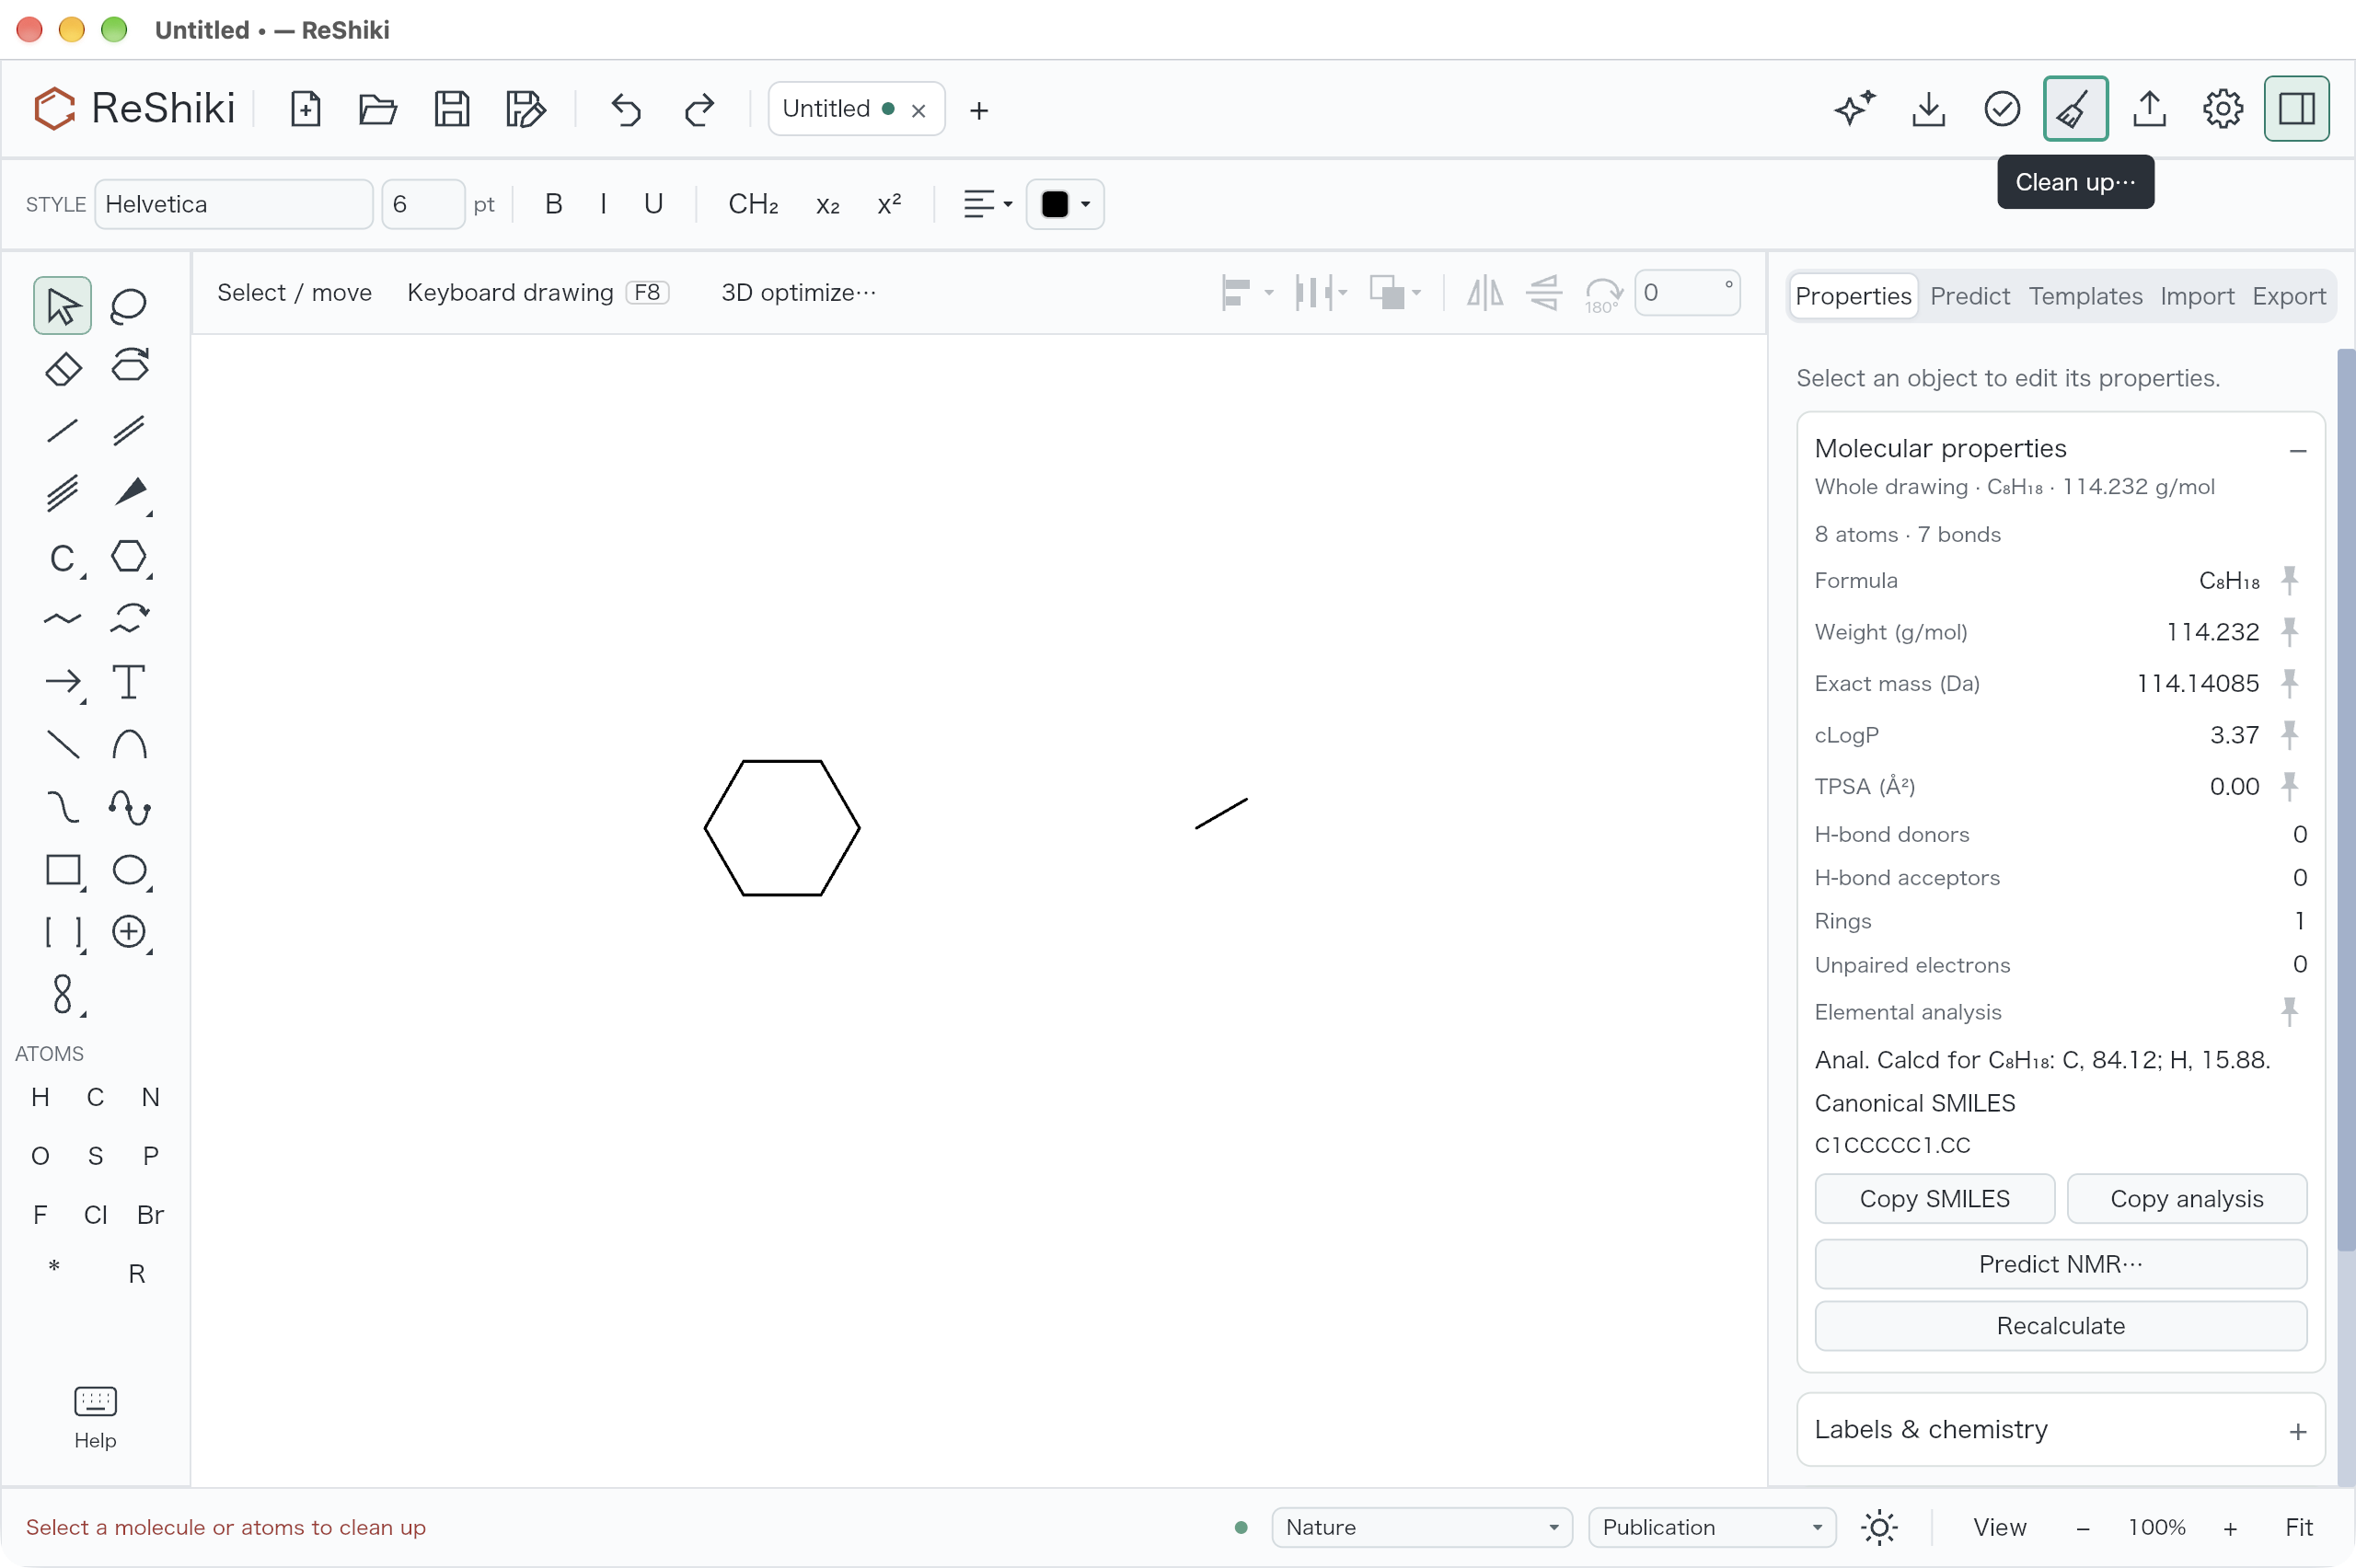 Untitled • — ReShiki
ReShiki
Untitled
Clean up⋯
STYLE Helvetica 6 pt B I U CH₂ x₂ x²
Select / move Keyboard drawing F8 3D optimize⋯
180° 0 °
Properties Predict Templates Import Export
Select an object to edit its properties.
Molecular properties
Whole drawing · C₈H₁₈ · 114.232 g/mol
8 atoms · 7 bonds
Formula C₈H₁₈
Weight (g/mol) 114.232
Exact mass (Da) 114.14085
cLogP 3.37
TPSA (Å²) 0.00
H-bond donors 0
H-bond acceptors 0
Rings 1
Unpaired electrons 0
Elemental analysis
Anal. Calcd for C₈H₁₈: C, 84.12; H, 15.88.
Canonical SMILES
C1CCCCC1.CC
Copy SMILES Copy analysis
Predict NMR⋯
Recalculate
Labels & chemistry +
C
T
[ ]
ATOMS
H C N
O S P
F Cl Br
* R
Help
Select a molecule or atoms to clean up
Nature Publication View − 100% + Fit